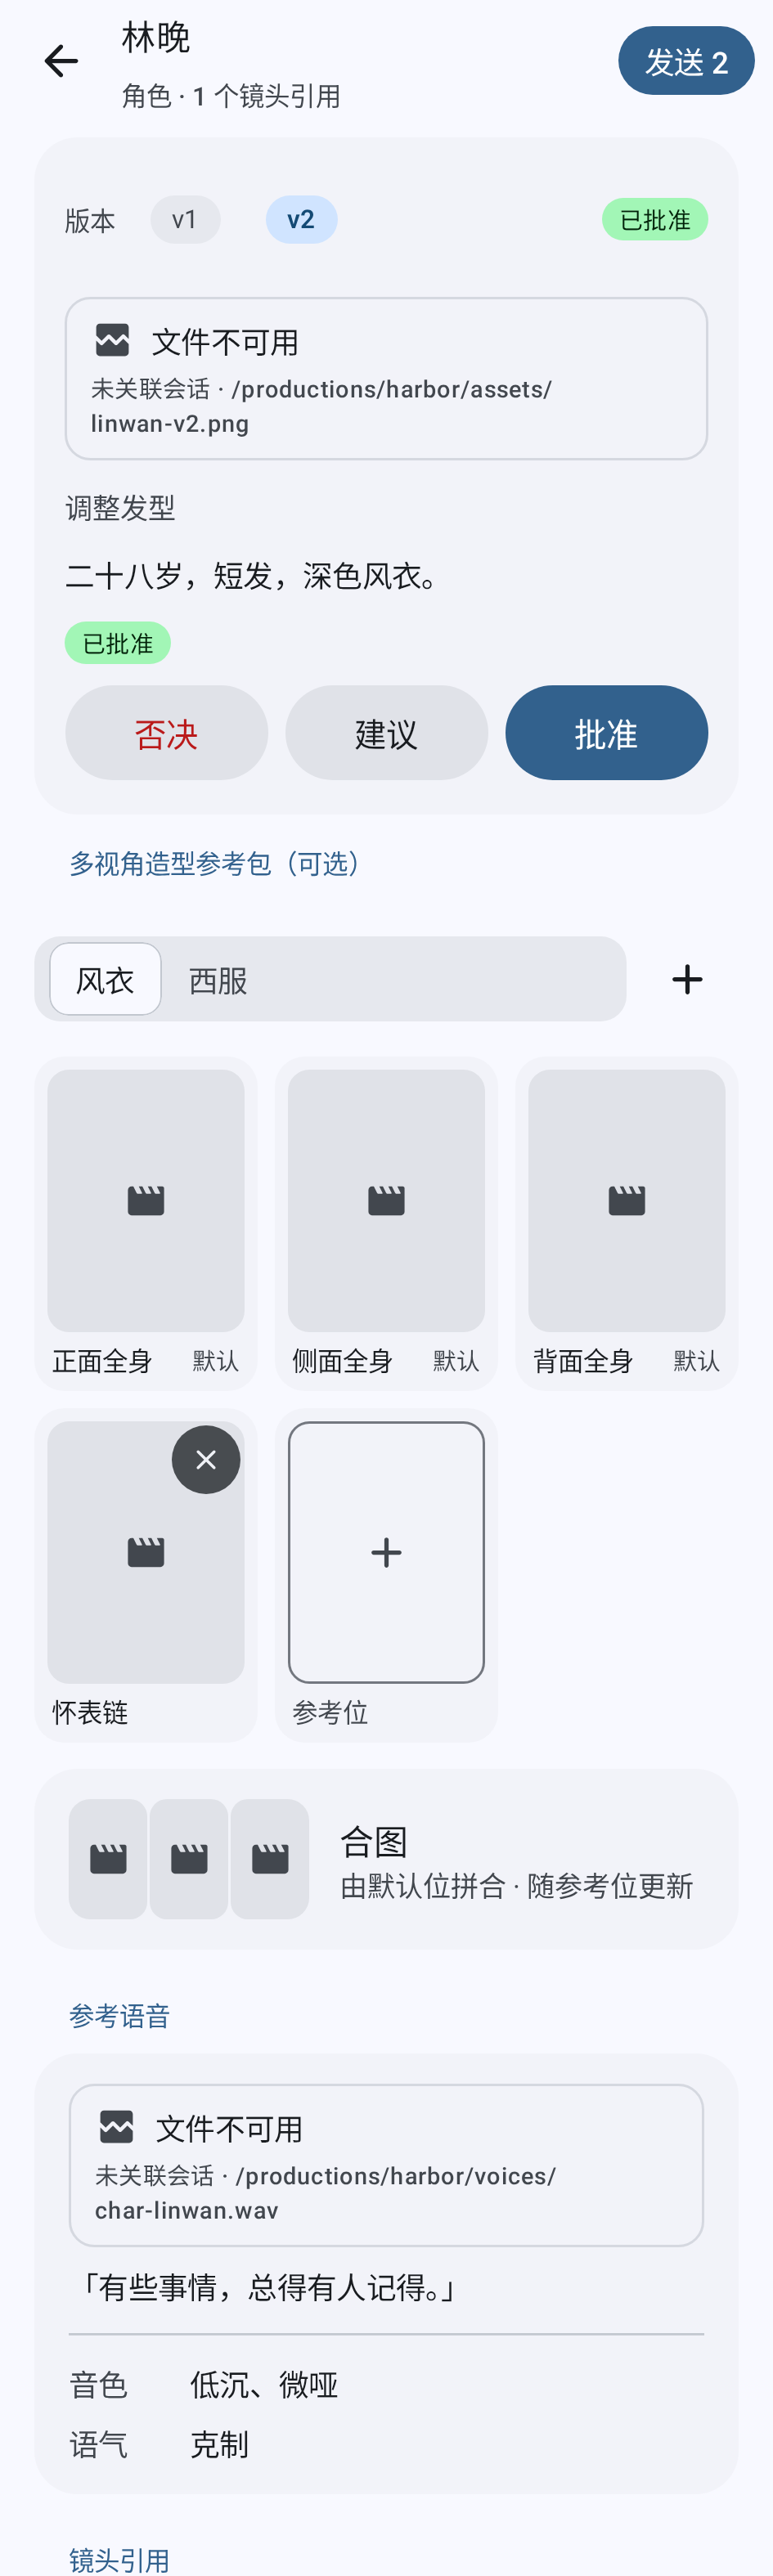 林晚
角色 · 1 个镜头引用
发送 2
版本 v1 v2 已批准
文件不可用
未关联会话 · /productions/harbor/assets/
linwan-v2.png
调整发型
二十八岁，短发，深色风衣。
已批准
否决 建议 批准
多视角造型参考包（可选）
风衣 西服
正面全身 默认 侧面全身 默认 背面全身 默认
怀表链 参考位
合图
由默认位拼合 · 随参考位更新
参考语音
文件不可用
未关联会话 · /productions/harbor/voices/
char-linwan.wav
「有些事情，总得有人记得。」
音色 低沉、微哑
语气 克制
镜头引用